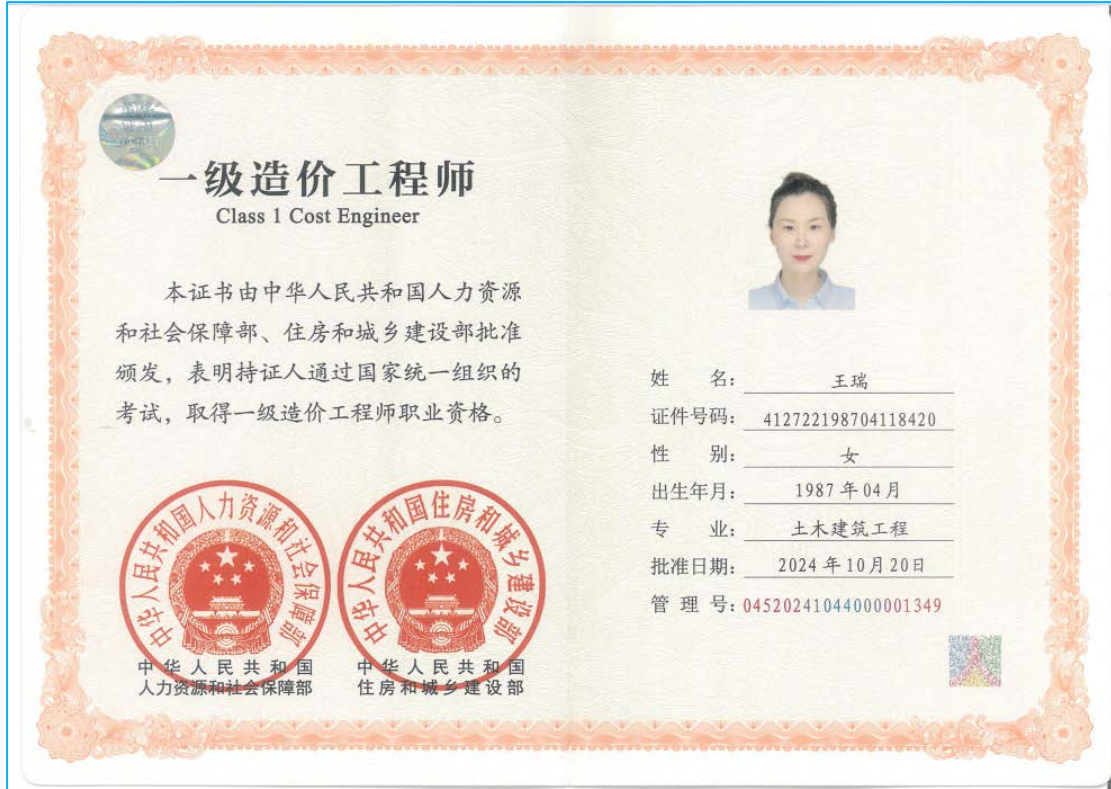 一级造价工程师
Class 1 Cost Engineer
本证书由中华人民共和国人力资源
和社会保障部、住房和城乡建设部批准
颁发，表明持证人通过国家统一组织的
考试，取得一级造价工程师职业资格。
中华人民共和国人力资源和社会保障部
中华人民共和国
人力资源和社会保障部
中华人民共和国住房和城乡建设部
中华人民共和国
住房和城乡建设部
姓 名：王瑞
证件号码：412722198704118420
性 别：女
出生年月：1987年04月
专 业：土木建筑工程
批准日期：2024年10月20日
管理号：04520241044000001349